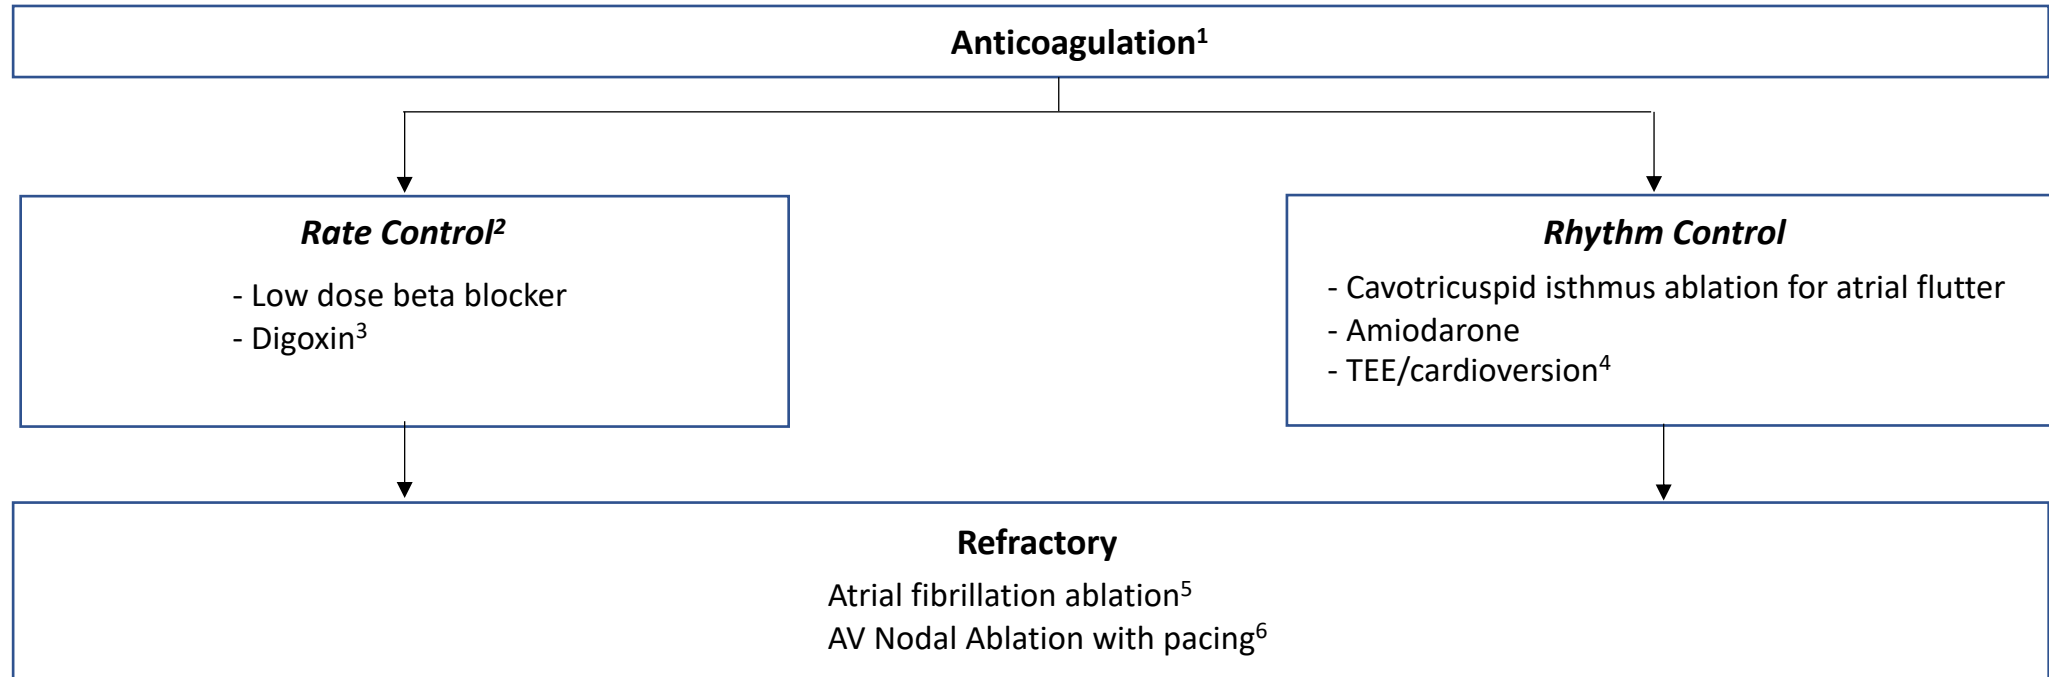 Anticoagulation¹
Rate Control²
- Low dose beta blocker
- Digoxin³
Rhythm Control
- Cavotricuspid isthmus ablation for atrial flutter
- Amiodarone
- TEE/cardioversion⁴
Refractory
Atrial fibrillation ablation⁵
AV Nodal Ablation with pacing⁶